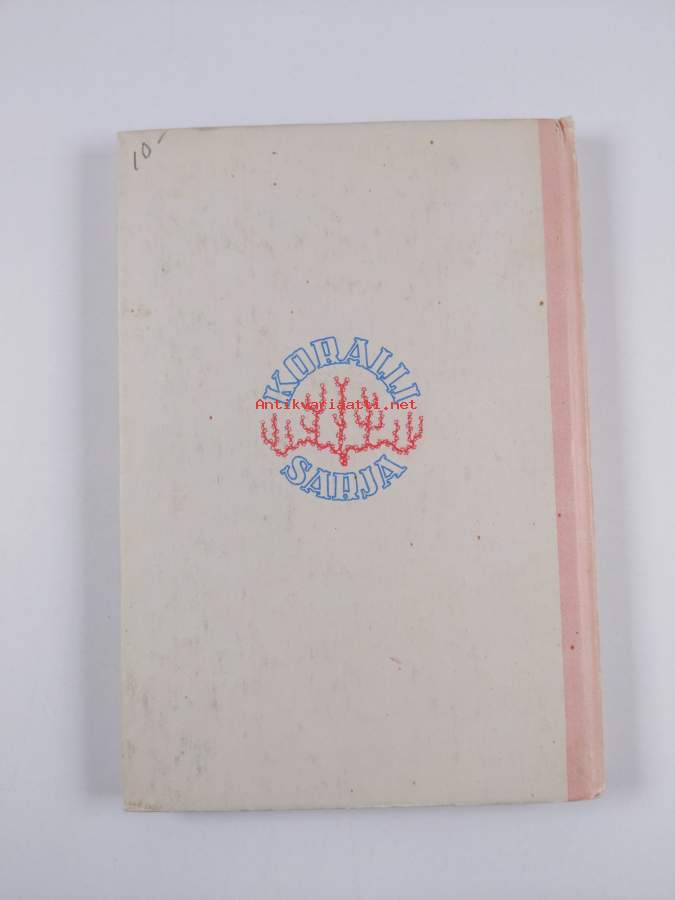 10-
KORALLI
Antikvariaatti.net
SARJA